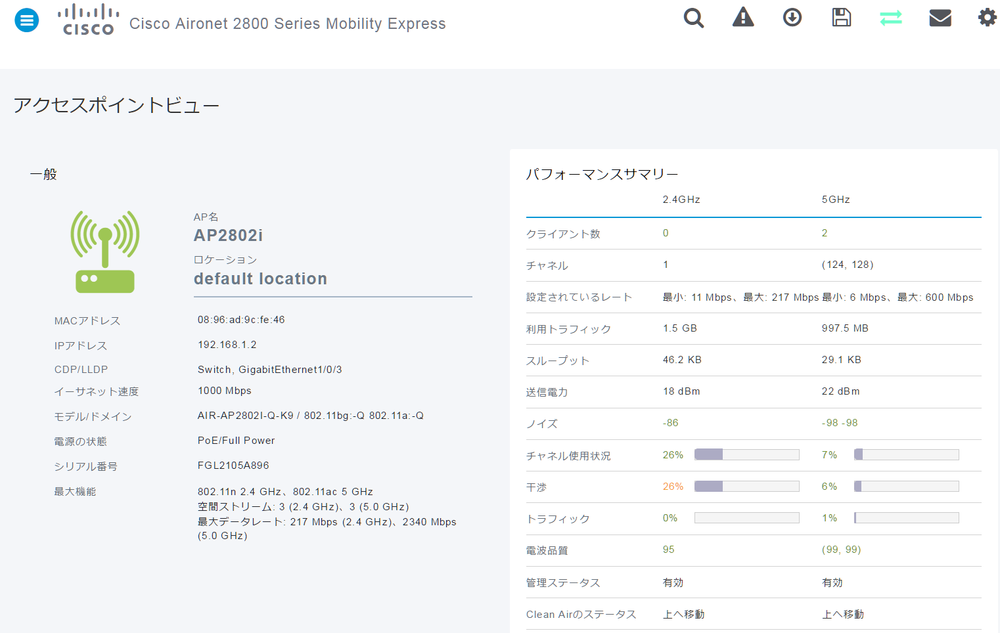 CISCO
Cisco Aironet 2800 Series Mobility Express
アクセスポイントビュー
一般
AP名
AP2802i
ロケーション
default location
MACアドレス 08:96:ad:9c:fe:46
IPアドレス 192.168.1.2
CDP/LLDP Switch, GigabitEthernet1/0/3
イーサネット速度 1000 Mbps
モデル/ドメイン AIR-AP2802I-Q-K9 / 802.11bg:-Q 802.11a:-Q
電源の状態 PoE/Full Power
シリアル番号 FGL2105A896
最大機能 802.11n 2.4 GHz、802.11ac 5 GHz
空間ストリーム: 3 (2.4 GHz)、3 (5.0 GHz)
最大データレート: 217 Mbps (2.4 GHz)、2340 Mbps
(5.0 GHz)
パフォーマンスサマリー
2.4GHz 5GHz
クライアント数 0 2
チャネル 1 (124, 128)
設定されているレート 最小: 11 Mbps、最大: 217 Mbps 最小: 6 Mbps、最大: 600 Mbps
利用トラフィック 1.5 GB 997.5 MB
スループット 46.2 KB 29.1 KB
送信電力 18 dBm 22 dBm
ノイズ -86 -98 -98
チャネル使用状況 26% 7%
干渉 26% 6%
トラフィック 0% 1%
電波品質 95 (99, 99)
管理ステータス 有効 有効
Clean Airのステータス 上へ移動 上へ移動